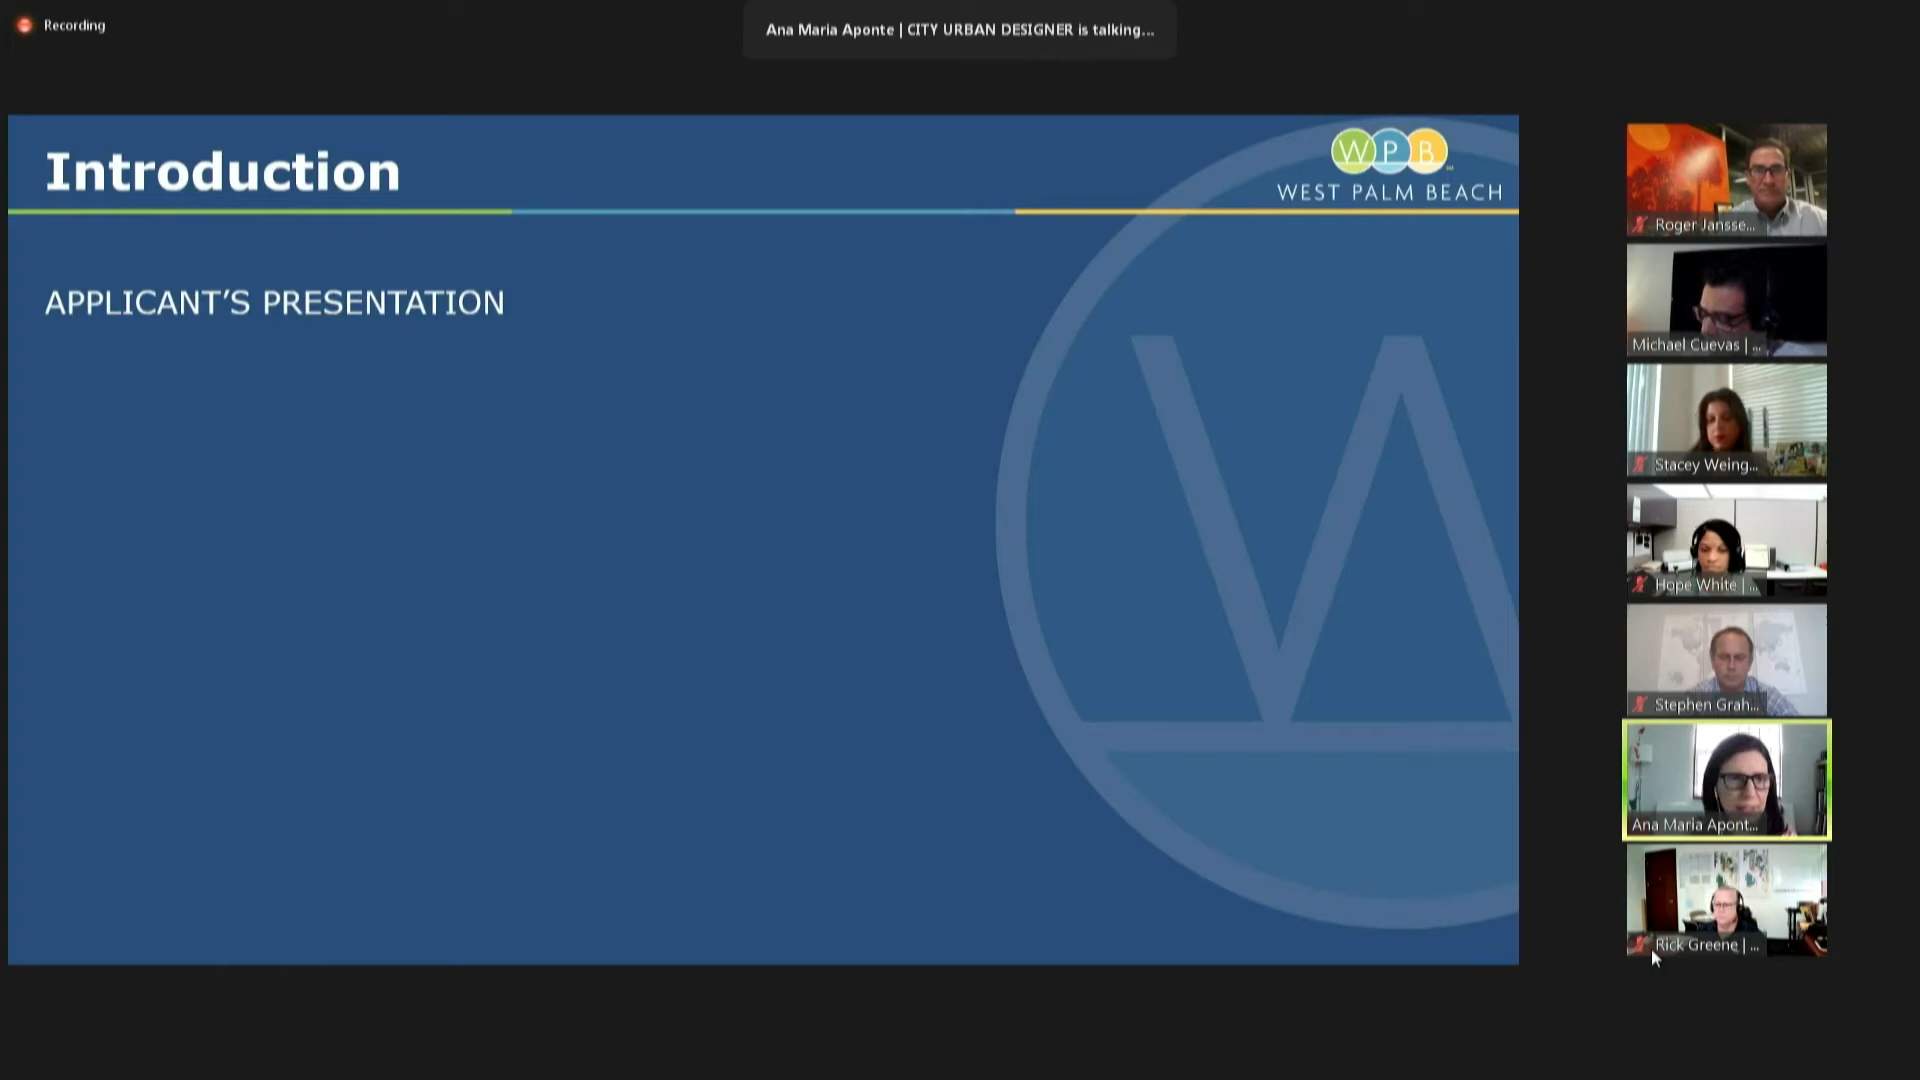 Recording
Ana Maria Aponte | CITY URBAN DESIGNER is talking...
Introduction
WPB
WEST PALM BEACH
APPLICANT’S PRESENTATION
W
Roger Jansse...
Michael Cuevas | ...
Stacey Weing...
Hope White | ...
Stephen Grah...
Ana Maria Apont...
Rick Greene | ...